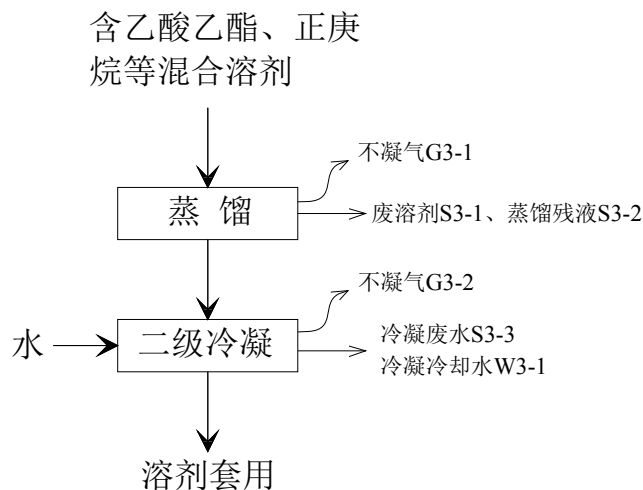 含乙酸乙酯、正庚
烷等混合溶剂
不凝气G3-1
蒸 馏
废溶剂S3-1、蒸馏残液S3-2
不凝气G3-2
水
二级冷凝
冷凝废水S3-3
冷凝冷却水W3-1
溶剂套用